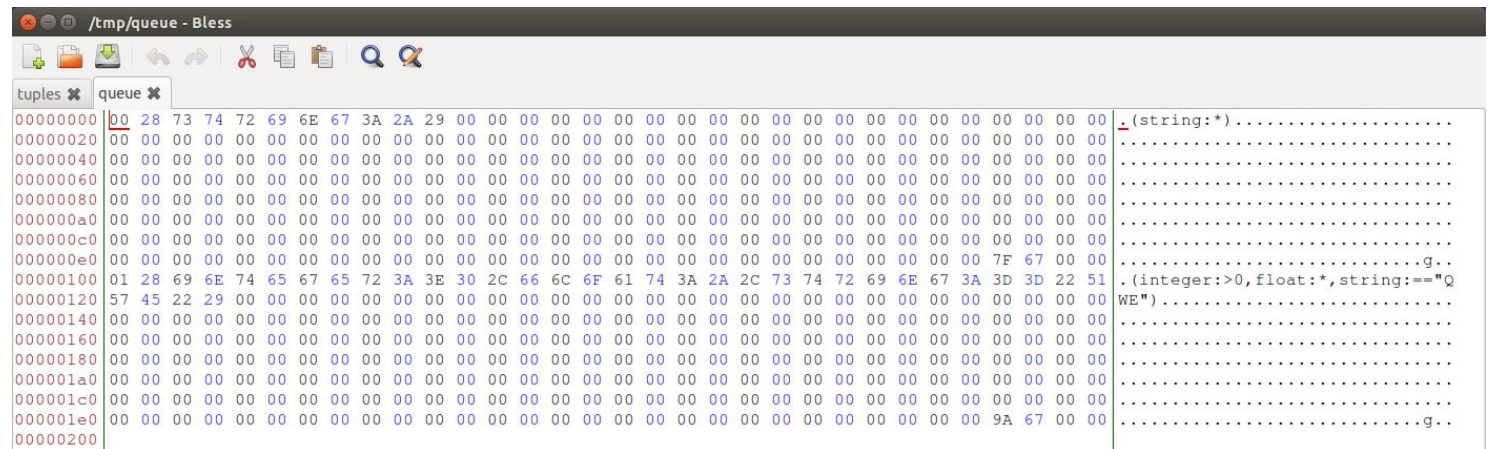 /tmp/queue - Bless
tuples queue
00000000 00 28 73 74 72 69 6E 67 3A 2A 29 00 00 00 00 00 00 00 00 00 00 00 00 00 00 00 00 00 00 00 00 00 .(string:*).....................
00000020 00 00 00 00 00 00 00 00 00 00 00 00 00 00 00 00 00 00 00 00 00 00 00 00 00 00 00 00 00 00 00 00 ................................
00000040 00 00 00 00 00 00 00 00 00 00 00 00 00 00 00 00 00 00 00 00 00 00 00 00 00 00 00 00 00 00 00 00 ................................
00000060 00 00 00 00 00 00 00 00 00 00 00 00 00 00 00 00 00 00 00 00 00 00 00 00 00 00 00 00 00 00 00 00 ................................
00000080 00 00 00 00 00 00 00 00 00 00 00 00 00 00 00 00 00 00 00 00 00 00 00 00 00 00 00 00 00 00 00 00 ................................
000000a0 00 00 00 00 00 00 00 00 00 00 00 00 00 00 00 00 00 00 00 00 00 00 00 00 00 00 00 00 00 00 00 00 ................................
000000c0 00 00 00 00 00 00 00 00 00 00 00 00 00 00 00 00 00 00 00 00 00 00 00 00 00 00 00 00 00 00 00 00 ................................
000000e0 00 00 00 00 00 00 00 00 00 00 00 00 00 00 00 00 00 00 00 00 00 00 00 00 00 00 00 00 7F 67 00 00 .............................g..
00000100 01 28 69 6E 74 65 67 65 72 3A 3E 30 2C 66 6C 6F 61 74 3A 2A 2C 73 74 72 69 6E 67 3A 3D 3D 22 51 .(integer:>0,float:*,string:=="Q
00000120 57 45 22 29 00 00 00 00 00 00 00 00 00 00 00 00 00 00 00 00 00 00 00 00 00 00 00 00 00 00 00 00 WE")............................
00000140 00 00 00 00 00 00 00 00 00 00 00 00 00 00 00 00 00 00 00 00 00 00 00 00 00 00 00 00 00 00 00 00 ................................
00000160 00 00 00 00 00 00 00 00 00 00 00 00 00 00 00 00 00 00 00 00 00 00 00 00 00 00 00 00 00 00 00 00 ................................
00000180 00 00 00 00 00 00 00 00 00 00 00 00 00 00 00 00 00 00 00 00 00 00 00 00 00 00 00 00 00 00 00 00 ................................
000001a0 00 00 00 00 00 00 00 00 00 00 00 00 00 00 00 00 00 00 00 00 00 00 00 00 00 00 00 00 00 00 00 00 ................................
000001c0 00 00 00 00 00 00 00 00 00 00 00 00 00 00 00 00 00 00 00 00 00 00 00 00 00 00 00 00 00 00 00 00 ................................
000001e0 00 00 00 00 00 00 00 00 00 00 00 00 00 00 00 00 00 00 00 00 00 00 00 00 00 00 00 00 9A 67 00 00 .............................g..
00000200